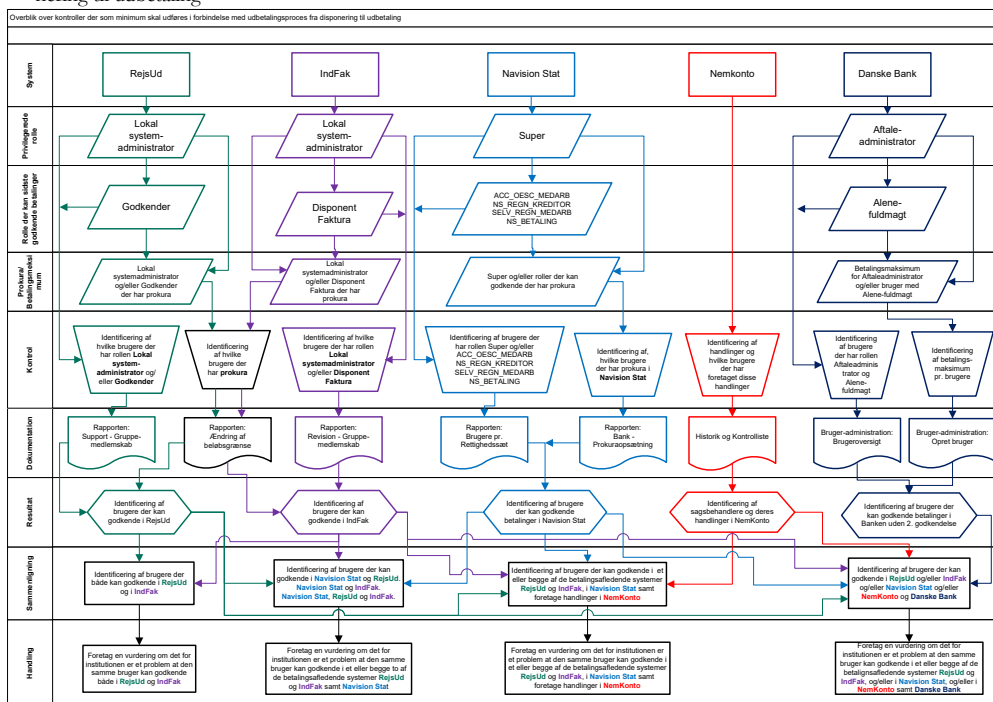 nering til udbetaling
Overblik over kontroller der som minimum skal udføres i forbindelse med udbetalingsproces fra disponering til udbetaling
System
RejsUd
IndFak
Navision Stat
Nemkonto
Danske Bank
Privilegerede
rolle
Lokal
system-
administrator
Lokal
system-
administrator
Super
Aftale-
administrator
Rolle der kan sidste
godkende betalinger
Godkender
Disponent
Faktura
ACC_OESC_MEDARB
NS_REGN_KREDITOR
SELV_REGN_MEDARB
NS_BETALING
Alene-
fuldmagt
Prokura/
Betalingsmeksi
mum
Lokal
systemadministrator
og/eller Godkender
der har prokura
Lokal
systemadministrator
og/eller Disponent
Faktura der har
prokura
Super og/eller roller der kan
godkende der har prokura
Betalingsmaksimum
for Aftaleadministrator
og/eller bruger med
Alene-fuldmagt
Kontrol
Identificering af
hvilke brugere der
har rollen Lokal
system-
administrator og/
eller Godkender
Identificering
af hvilke
brugere der
har prokura
Identificering af hvilke
brugere der har rollen
Lokal
systemadministrator
og/eller Disponent
Faktura
Identificering af brugere der
har rollen Super og/eller
ACC_OESC_MEDARB
NS_REGN_KREDITOR
SELV_REGN_MEDARB
NS_BETALING
Identificering af,
hvilke brugere
der har prokura i
Navision Stat
Identificering af
handlinger og
hvilke brugere
der har
foretaget disse
handlinger
Identificering
af brugere
der har rollen
Aftaleadminis
trator og
Alene-
fuldmagt
Identificering
af betalings-
maksimum
pr. brugere
Dokumentation
Rapporten:
Support - Gruppe-
medlemskab
Rapporten:
Ændring af
beløbsgrænse
Rapporten:
Revision - Gruppe-
medlemskab
Rapporten:
Brugere pr.
Rettighedssæt
Rapporten:
Bank -
Prokuraopsætning
Historik og Kontrolliste
Bruger-administration:
Brugeroversigt
Bruger-administration:
Opret bruger
Resultat
Identificering af
brugere der kan
godkende i RejsUd
Identificering af
brugere der kan
godkende i IndFak
Identificering af brugere
der kan godkende
betalinger i Navision Stat
Identificering af
sagsbehandlere og deres
handlinger i NemKonto
Identificering af brugere der
kan godkende betalinger i
Banken uden 2. godkendelse
Sammenligning
Identificering af brugere der
både kan godkende i RejsUd
og i IndFak
Identificering af brugere der kan
godkende i Navision Stat og RejsUd.
Navision Stat og IndFak.
Navision Stat, RejsUd og IndFak.
Identificering af brugere der kan godkende i et
eller begge af de betalingsafledende systemer
RejsUd og IndFak, i Navision Stat samt
foretage handlinger i NemKonto
Identificering af brugere der kan
godkende i RejsUd og/eller IndFak
og/eller Navision Stat og/eller
NemKonto og Danske Bank
Handling
Foretag en vurdering om det for
institutionen er et problem at den
samme bruger kan godkende
både i RejsUd og IndFak
Foretag en vurdering om det for
institutionen er et problem at den samme
bruger kan godkende i et eller begge to af
de betalingsafledende systemer RejsUd
og IndFak samt Navision Stat
Foretag en vurdering om det for institutionen er
et problem at den samme bruger kan godkende i
et eller begge af de betalingsafledende systemer
RejsUd og IndFak, i Navision Stat samt
foretage handlinger i NemKonto
Foretag en vurdering om det for
institutionen er et problem at den samme
bruger kan godkende i et eller begge af de
betalingsafledende systemer RejsUd og
IndFak, og/eller i Navision Stat, og/eller i
NemKonto samt Danske Bank